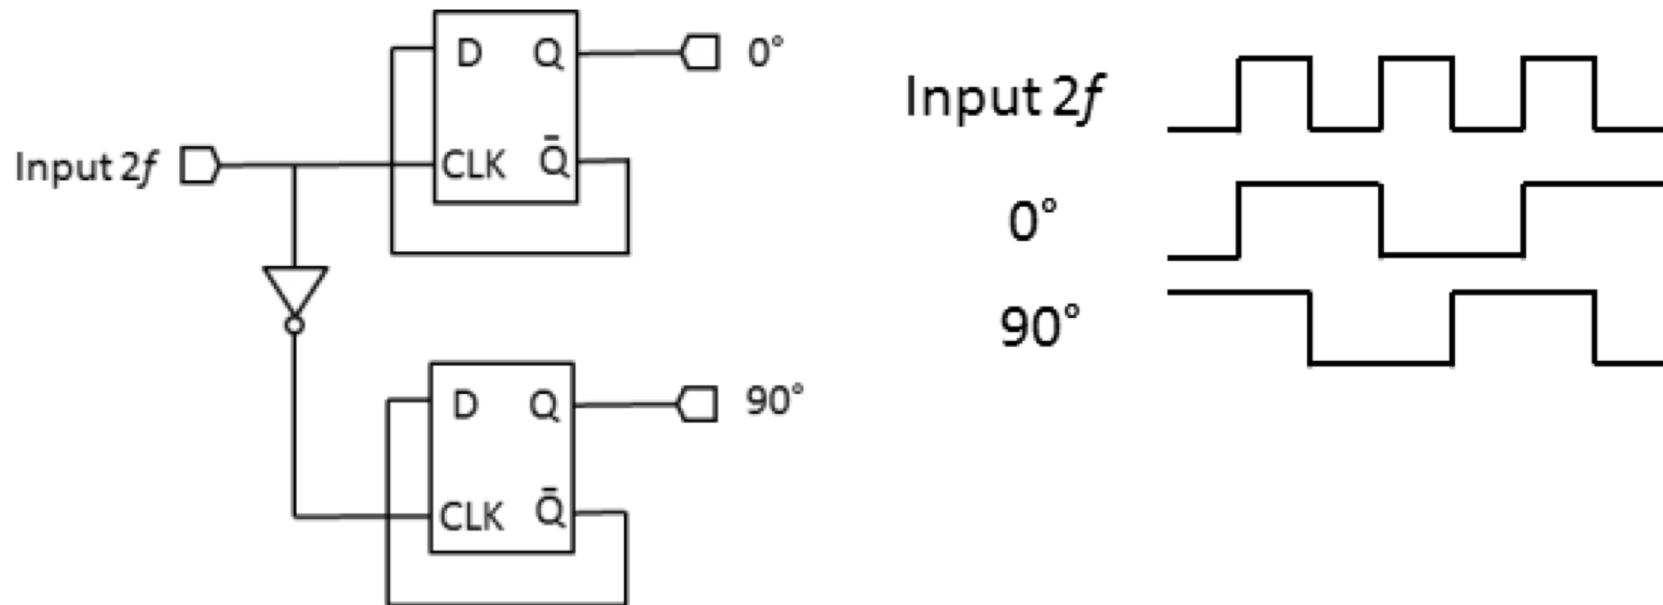 D Q 0°
Input 2f CLK Q̄
D Q 90°
CLK Q̄
Input 2f
0°
90°